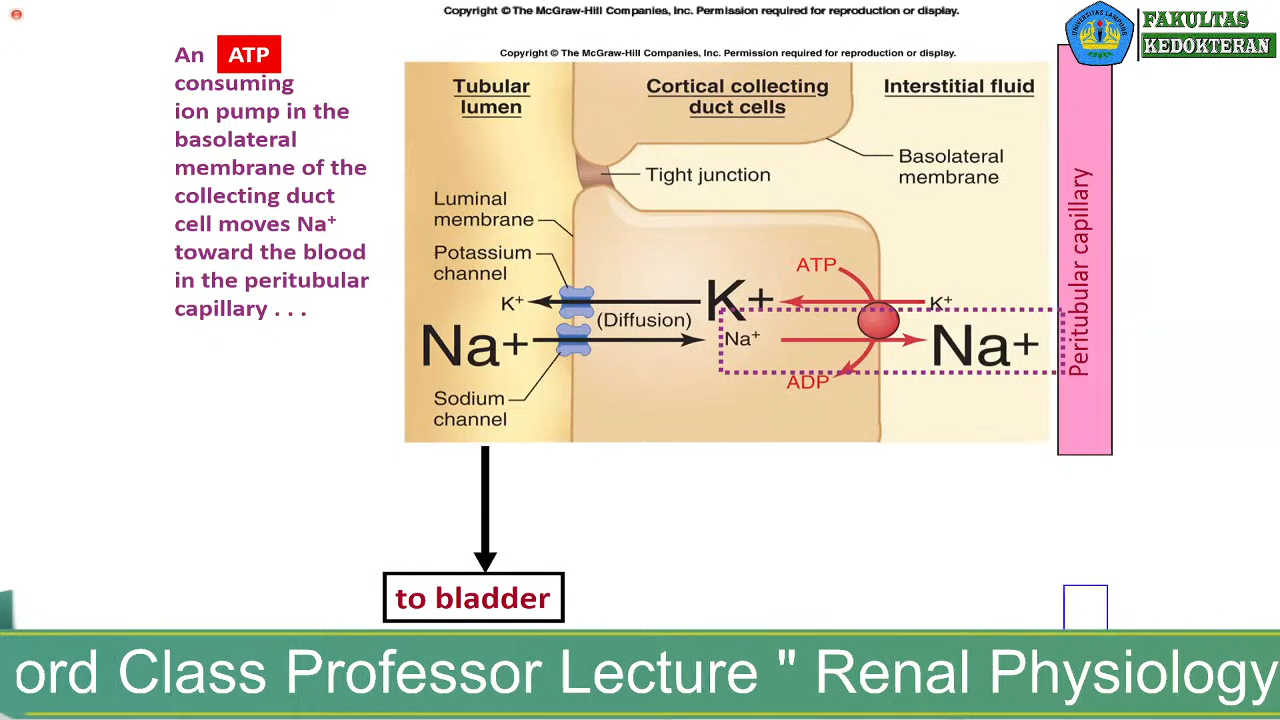 Copyright © The McGraw-Hill Companies, Inc. Permission required for reproduction or display.
UNIVERSITAS LAMPUNG
FAKULTAS
KEDOKTERAN
An ATP
consuming
ion pump in the
basolateral
membrane of the
collecting duct
cell moves Na⁺
toward the blood
in the peritubular
capillary . . .
Copyright © The McGraw-Hill Companies, Inc. Permission required for reproduction or display.
Tubular
lumen
Cortical collecting
duct cells
Interstitial fluid
Tight junction
Basolateral
membrane
Luminal
membrane
Potassium
channel
K⁺
(Diffusion)
K+
ATP
K⁺
Na+
Na⁺
Na+
ADP
Sodium
channel
Peritubular capillary
to bladder
ord Class Professor Lecture " Renal Physiology